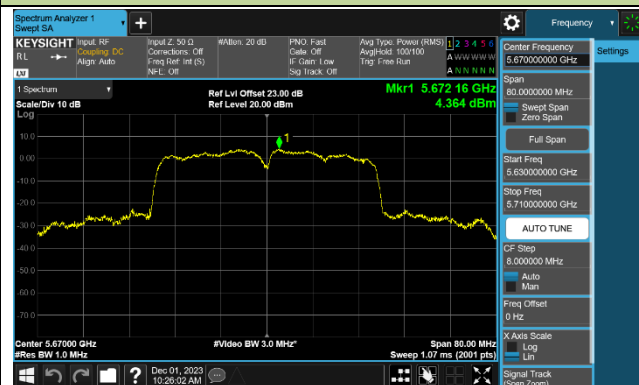 Spectrum Analyzer 1
Swept SA
Frequency
KEYSIGHT
RL
LXI
Input: RF
Coupling: DC
Align: Auto
Input Z: 50 Ω
Corrections: Off
Freq Ref: Int (S)
NFE: Off
#Atten: 20 dB
PNO: Fast
Gate: Off
IF Gain: Low
Sig Track: Off
Avg Type: Power (RMS)
Avg|Hold: 100/100
Trig: Free Run
1 2 3 4 5 6
A W W W W W
A N N N N N
1 Spectrum
Scale/Div 10 dB
Log
Ref Lvl Offset 23.00 dB
Ref Level 20.00 dBm
Mkr1 5.672 16 GHz
4.364 dBm
1
10.0
0.00
-10.0
-20.0
-30.0
-40.0
-50.0
-60.0
-70.0
Center 5.67000 GHz
#Res BW 1.0 MHz
#Video BW 3.0 MHz*
Span 80.00 MHz
Sweep 1.07 ms (2001 pts)
Dec 01, 2023
10:26:02 AM
Center Frequency
5.670000000 GHz
Settings
Span
80.0000000 MHz
Swept Span
Zero Span
Full Span
Start Freq
5.630000000 GHz
Stop Freq
5.710000000 GHz
AUTO TUNE
CF Step
8.000000 MHz
Auto
Man
Freq Offset
0 Hz
X Axis Scale
Log
Lin
Signal Track
(Span Zoom)